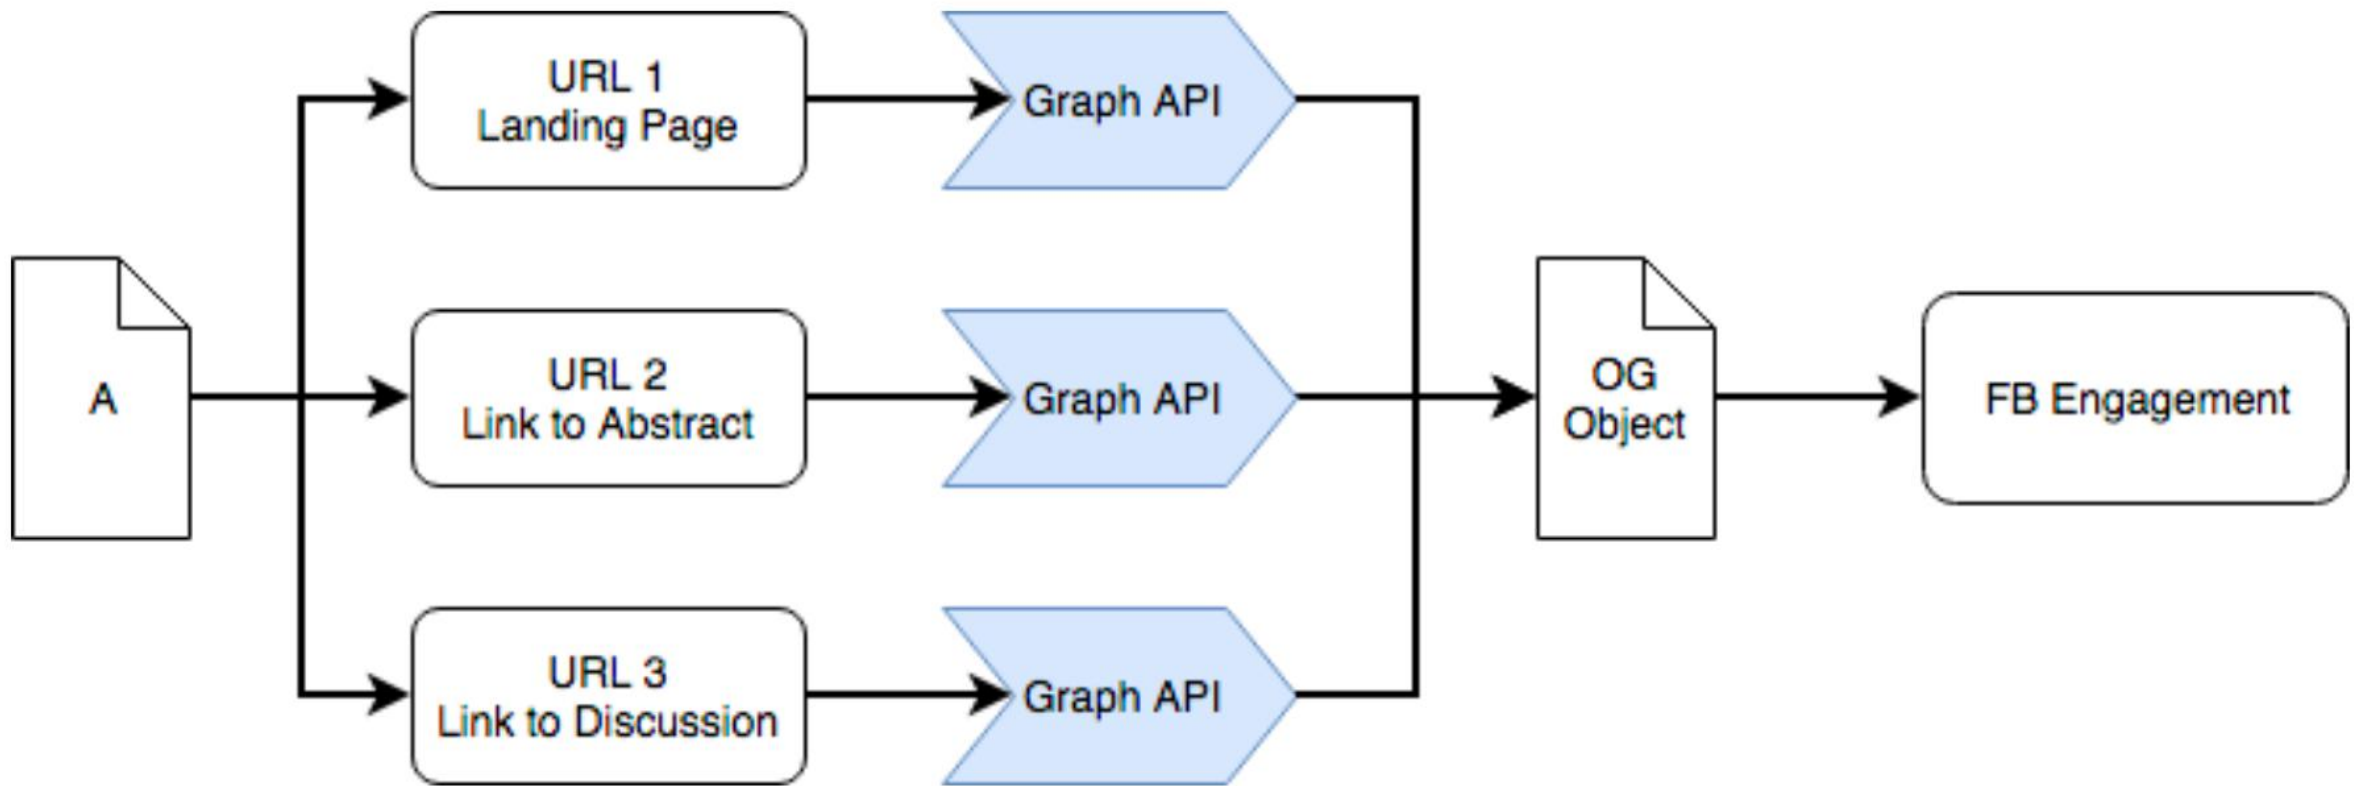 URL 1
Landing Page
Graph API
A
URL 2
Link to Abstract
Graph API
OG
Object
FB Engagement
URL 3
Link to Discussion
Graph API